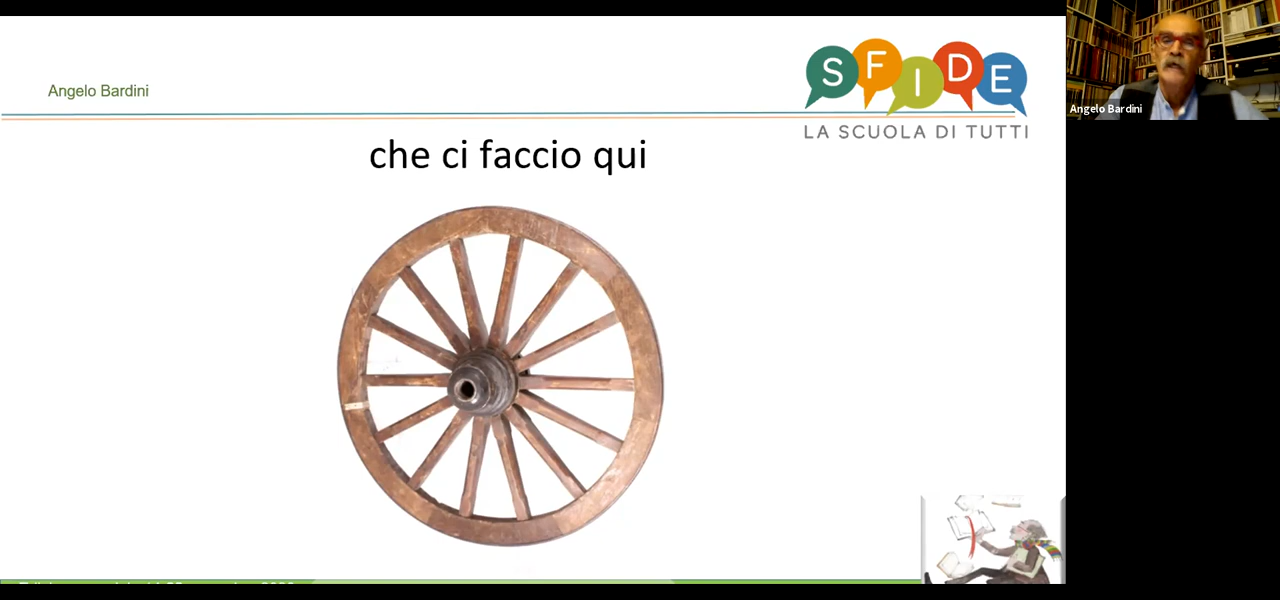 Angelo Bardini
SFIDE
LA SCUOLA DI TUTTI
che ci faccio qui
Angelo Bardini